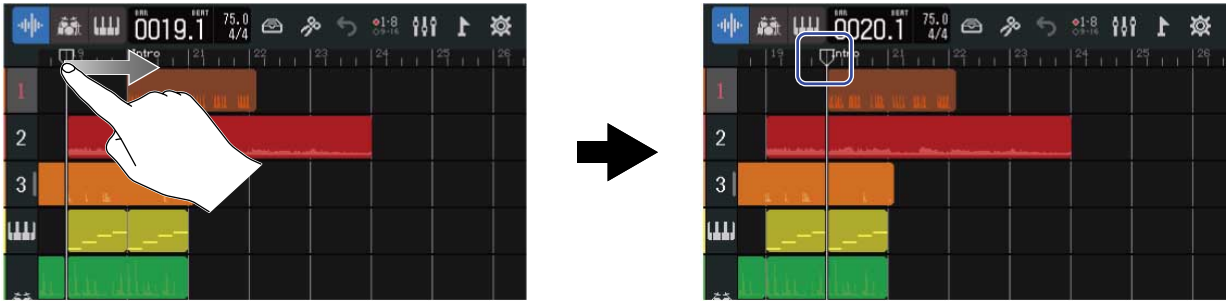 BAR BEAT
0019.1 75.0 4/4 1-8 9-16
9 Intro 21 22 23 24 25 26
1
2
3
BAR BEAT
0020.1 75.0 4/4 1-8 9-16
19 Intro 21 22 23 24 25 26
1
2
3